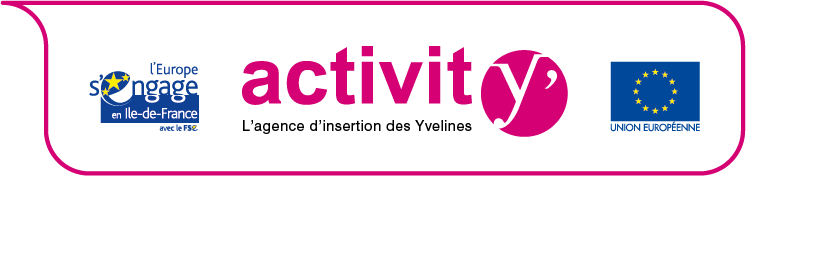 l'Europe
s'engage
en Ile-de-France
avec le FSe
activit y'
L'agence d'insertion des Yvelines
UNION EUROPÉENNE